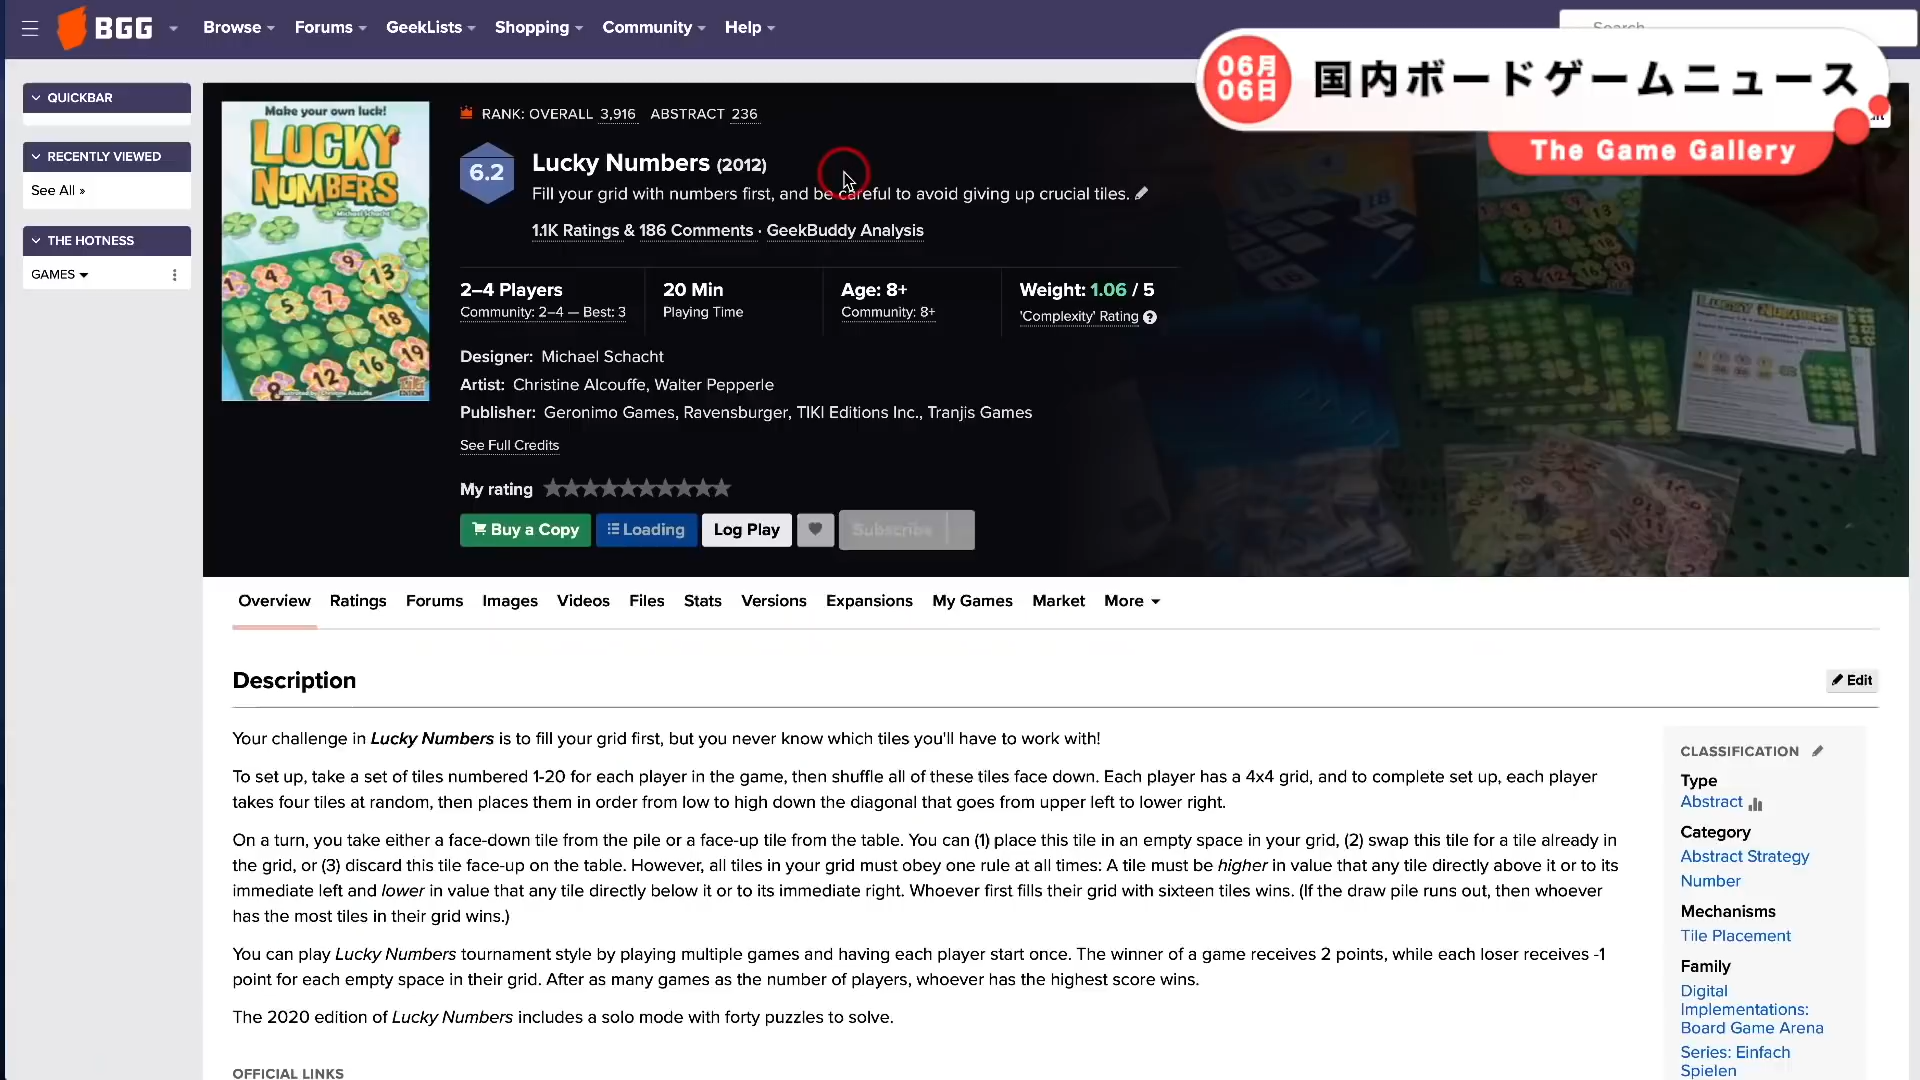 BGG
Browse
Forums
GeekLists
Shopping
Community
Help
Search
06月
06日
国内ボードゲームニュース
The Game Gallery
QUICKBAR
RECENTLY VIEWED
See All »
THE HOTNESS
GAMES
Make your own luck!
LUCKY
NUMBERS
Michael Schacht
RANK: OVERALL 3,916 ABSTRACT 236
6.2
Lucky Numbers (2012)
Fill your grid with numbers first, and be careful to avoid giving up crucial tiles.
1.1K Ratings & 186 Comments · GeekBuddy Analysis
2–4 Players
Community: 2–4 — Best: 3
20 Min
Playing Time
Age: 8+
Community: 8+
Weight: 1.06 / 5
'Complexity' Rating
Designer: Michael Schacht
Artist: Christine Alcouffe, Walter Pepperle
Publisher: Geronimo Games, Ravensburger, TIKI Editions Inc., Tranjis Games
See Full Credits
My rating
Buy a Copy
Loading
Log Play
Subscribe
Overview
Ratings
Forums
Images
Videos
Files
Stats
Versions
Expansions
My Games
Market
More
Description
Edit
Your challenge in Lucky Numbers is to fill your grid first, but you never know which tiles you'll have to work with!
To set up, take a set of tiles numbered 1-20 for each player in the game, then shuffle all of these tiles face down. Each player has a 4x4 grid, and to complete set up, each player
takes four tiles at random, then places them in order from low to high down the diagonal that goes from upper left to lower right.
On a turn, you take either a face-down tile from the pile or a face-up tile from the table. You can (1) place this tile in an empty space in your grid, (2) swap this tile for a tile already in
the grid, or (3) discard this tile face-up on the table. However, all tiles in your grid must obey one rule at all times: A tile must be higher in value that any tile directly above it or to its
immediate left and lower in value that any tile directly below it or to its immediate right. Whoever first fills their grid with sixteen tiles wins. (If the draw pile runs out, then whoever
has the most tiles in their grid wins.)
You can play Lucky Numbers tournament style by playing multiple games and having each player start once. The winner of a game receives 2 points, while each loser receives -1
point for each empty space in their grid. After as many games as the number of players, whoever has the highest score wins.
The 2020 edition of Lucky Numbers includes a solo mode with forty puzzles to solve.
OFFICIAL LINKS
CLASSIFICATION
Type
Abstract
Category
Abstract Strategy
Number
Mechanisms
Tile Placement
Family
Digital
Implementations:
Board Game Arena
Series: Einfach
Spielen